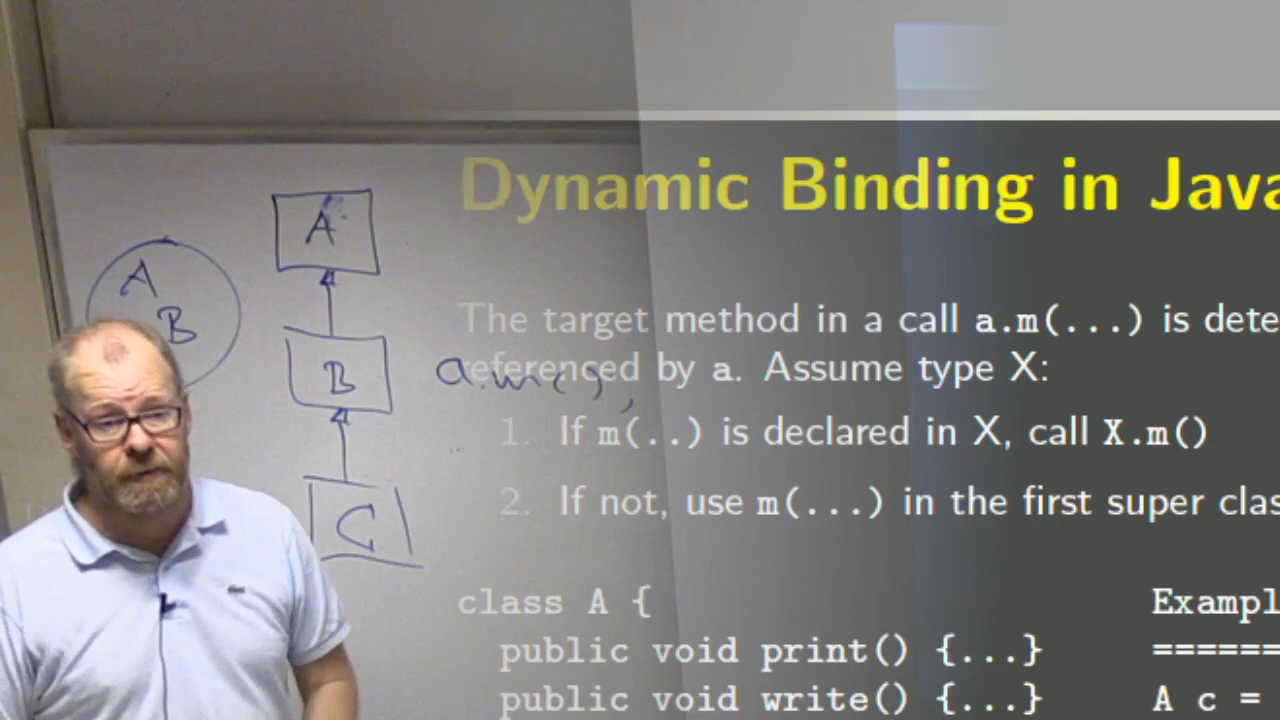 Dynamic Binding in Java
The target method in a call a.m(...) is dete
referenced by a. Assume type X:
1. If m(..) is declared in X, call X.m()
2. If not, use m(...) in the first super clas
class A {
public void print() {...}
public void write() {...}
Exampl
=======
A c =
A
B
A
B
C
a.m();